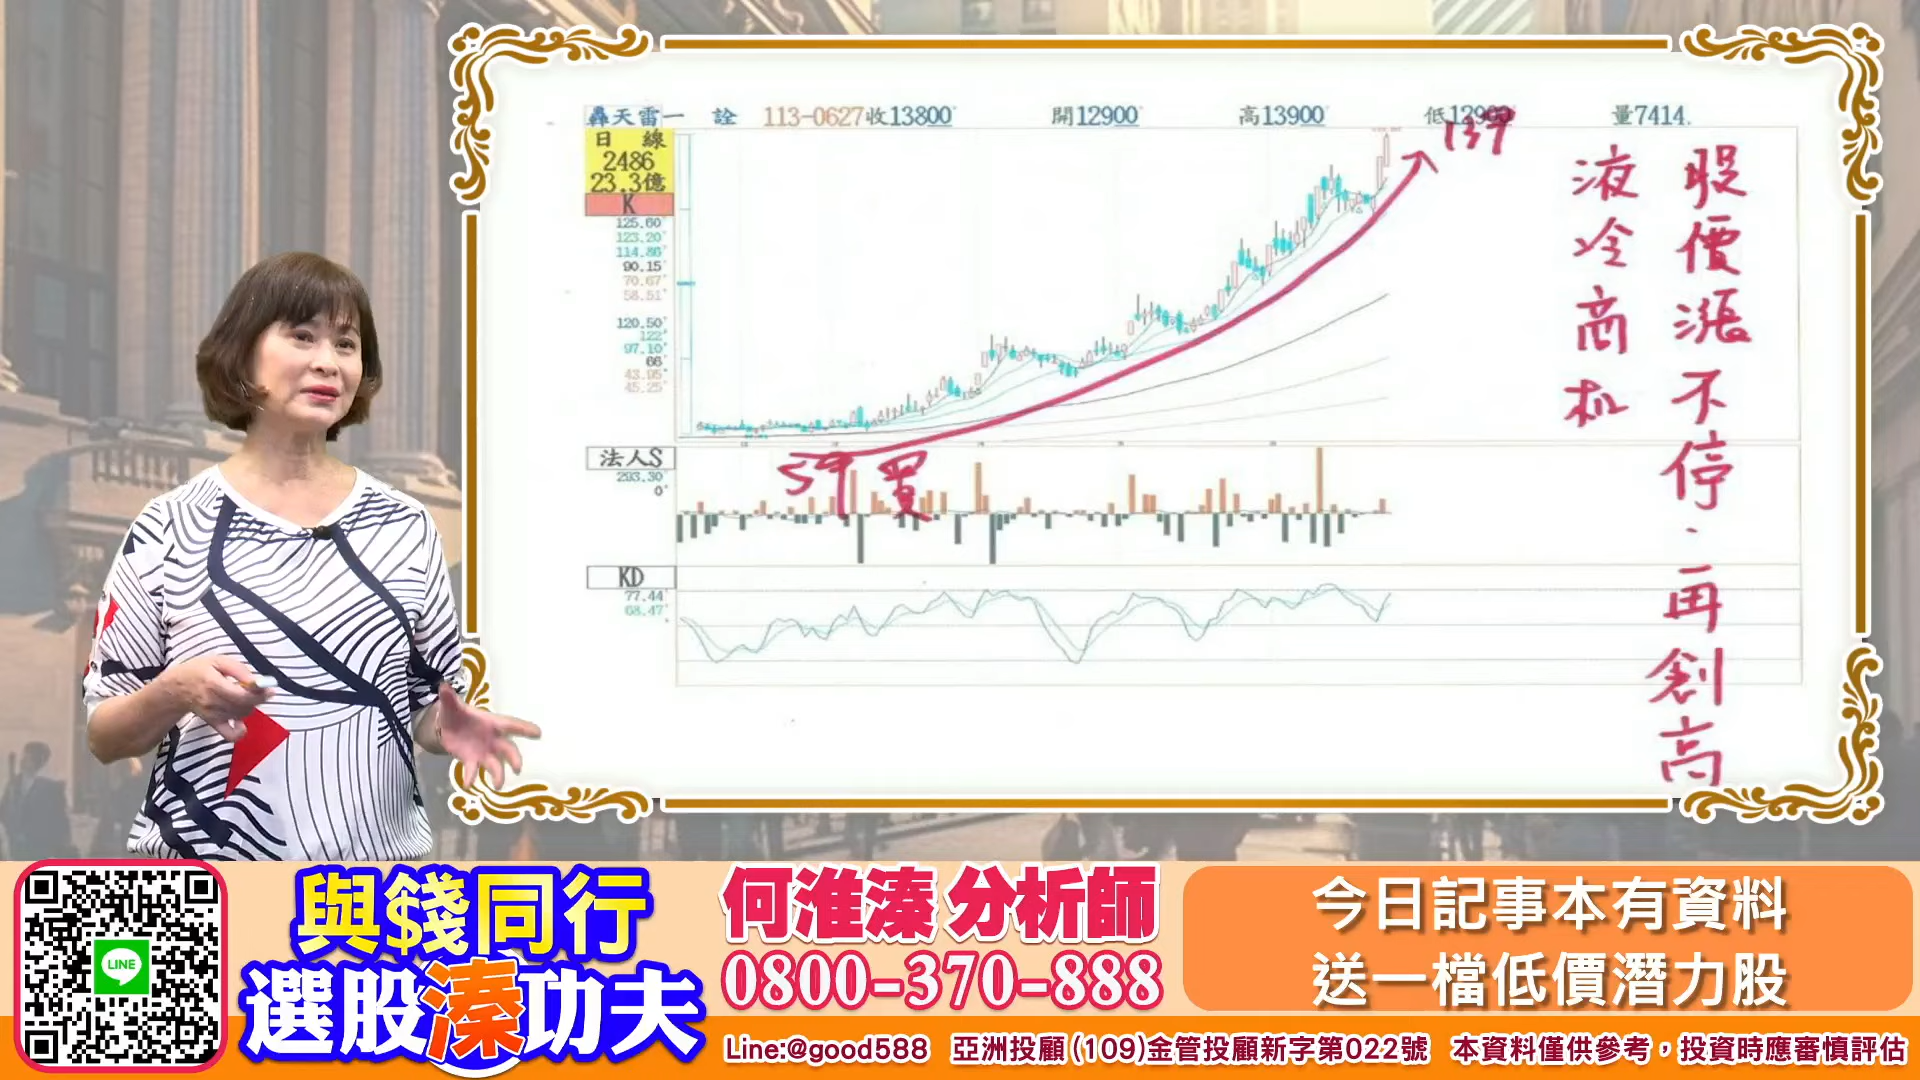 轟天雷一 詮 113-0627收13800 開12900 高13900 低12900 量7414.
日 線
2486
23.3億
K
125.60
123.20
114.86
90.15
70.67
58.51
120.50
122
97.10
66
43.95
45.25
139
59買
法人S
293.30
0
KD
77.44
68.47
股價漲不停.再創高
液冷商机
LINE
與$錢同行
選股溱功夫
何淮溱 分析師
0800-370-888
今日記事本有資料
送一檔低價潛力股
Line:@good588 亞洲投顧 (109)金管投顧新字第022號 本資料僅供參考，投資時應審慎評估